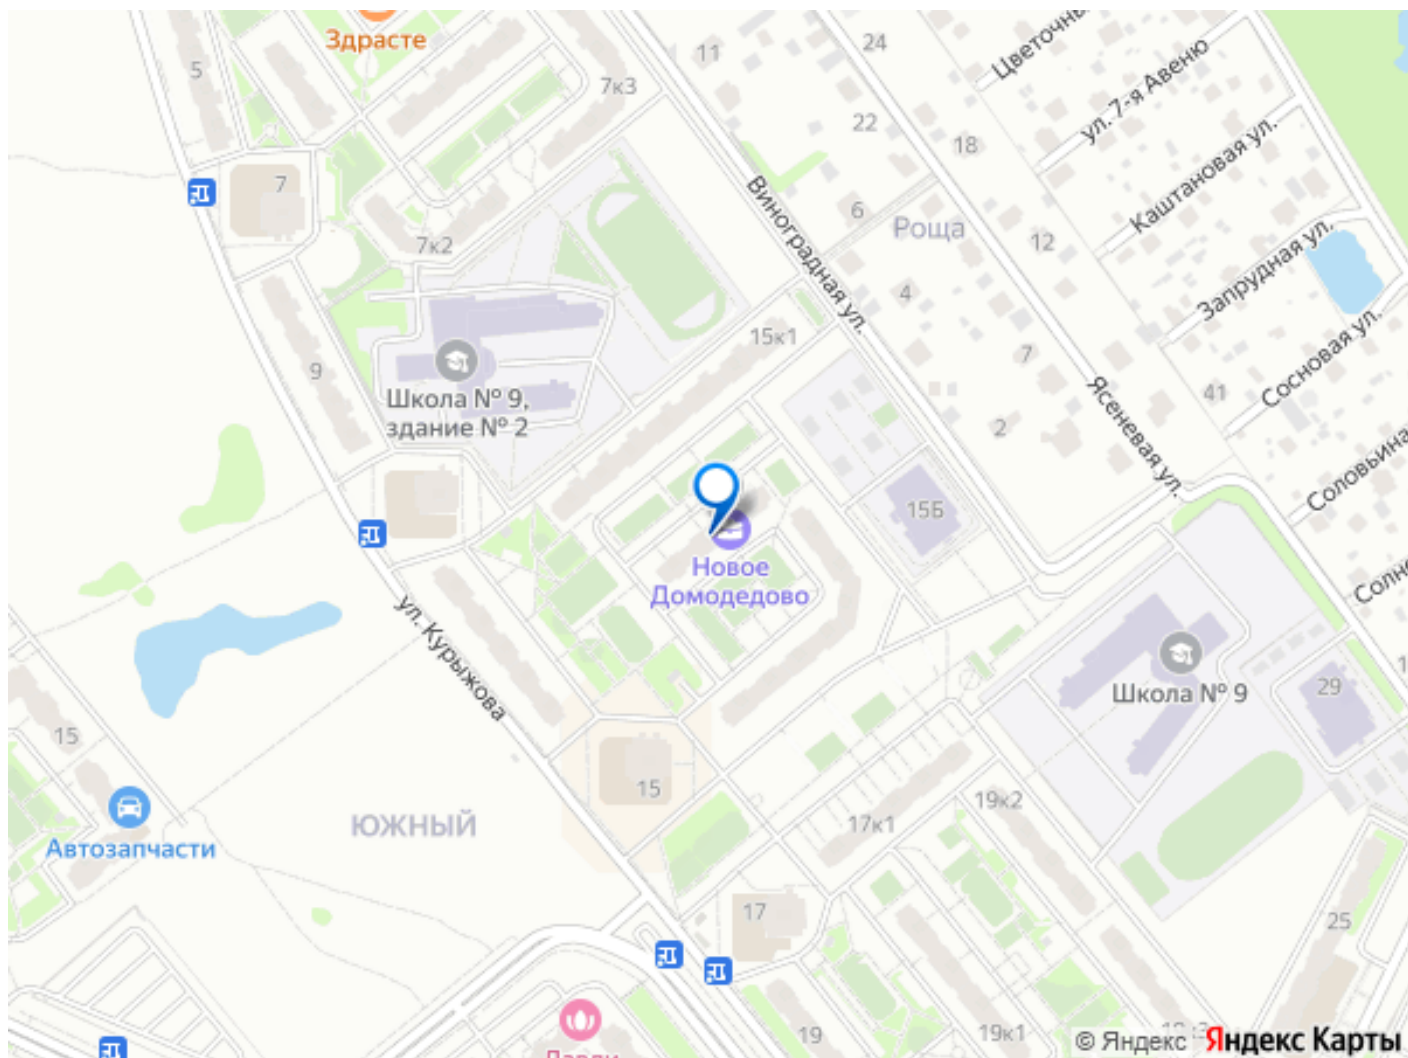 Здрасте
5
7к3
11
24
Цветочн
ул. 7-я Авеню
22
18
Каштановая ул.
7
7к2
Виноградная ул.
6
Роща
12
4
Запрудная ул.
Сосновая ул.
15к1
7
9
Школа № 9,
здание № 2
2
Ясеневая ул.
41
Соловьина
15Б
Новое
Домодедово
ул. Курыжова
Солн
Школа № 9
29
15
15
ЮЖНЫЙ
Автозапчасти
19к2
17к1
17
25
19
19к1
© Яндекс
Яндекс Карты